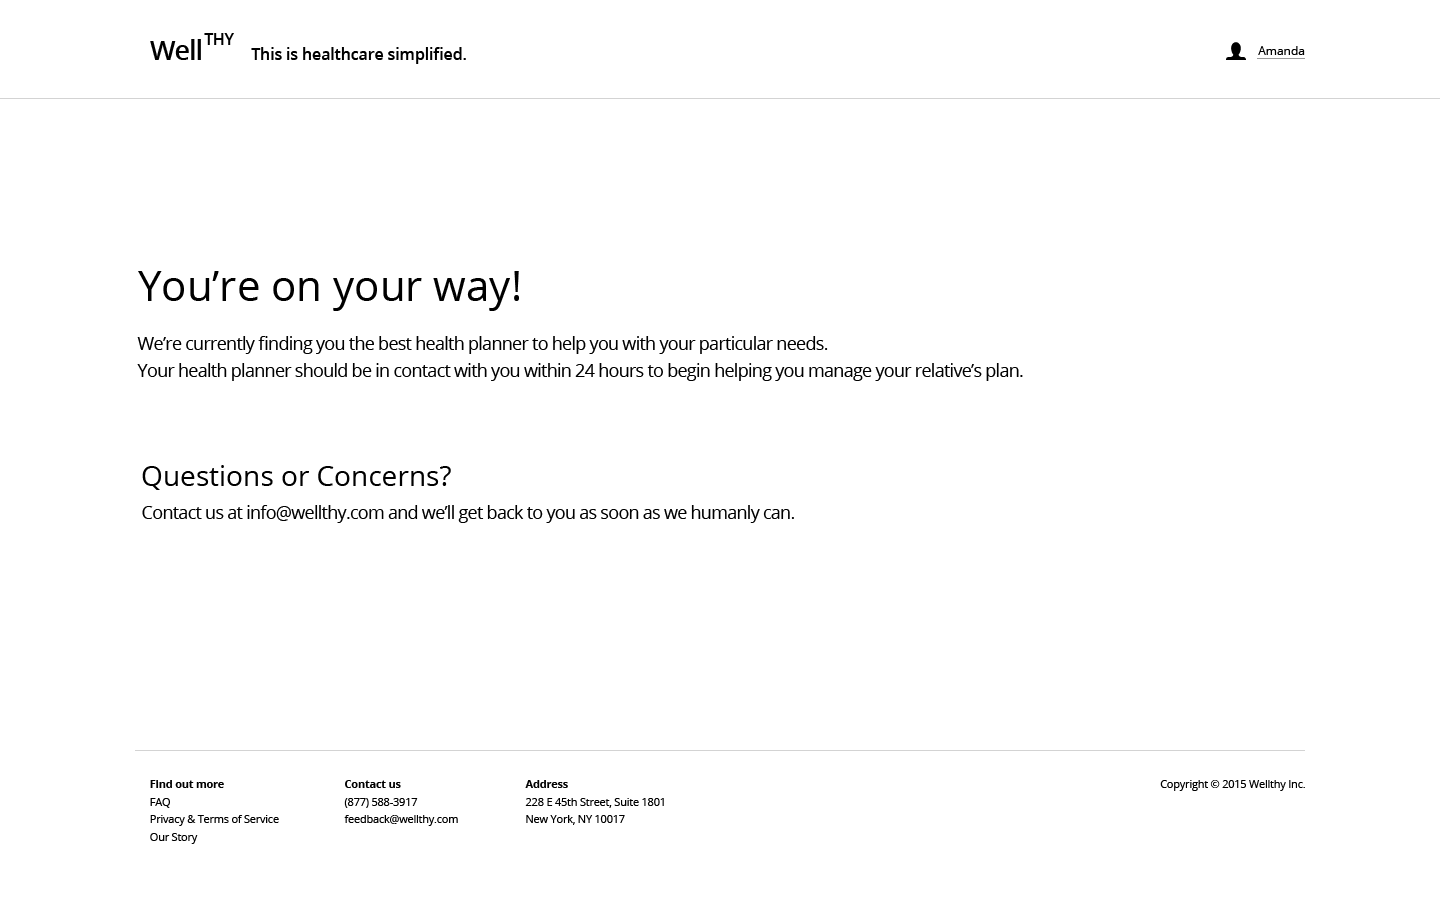 WellTHY This is healthcare simplified.
Amanda
You’re on your way!
We’re currently finding you the best health planner to help you with your particular needs.
Your health planner should be in contact with you within 24 hours to begin helping you manage your relative’s plan.
Questions or Concerns?
Contact us at info@wellthy.com and we’ll get back to you as soon as we humanly can.
Find out more
FAQ
Privacy & Terms of Service
Our Story
Contact us
(877) 588-3917
feedback@wellthy.com
Address
228 E 45th Street, Suite 1801
New York, NY 10017
Copyright © 2015 Wellthy Inc.